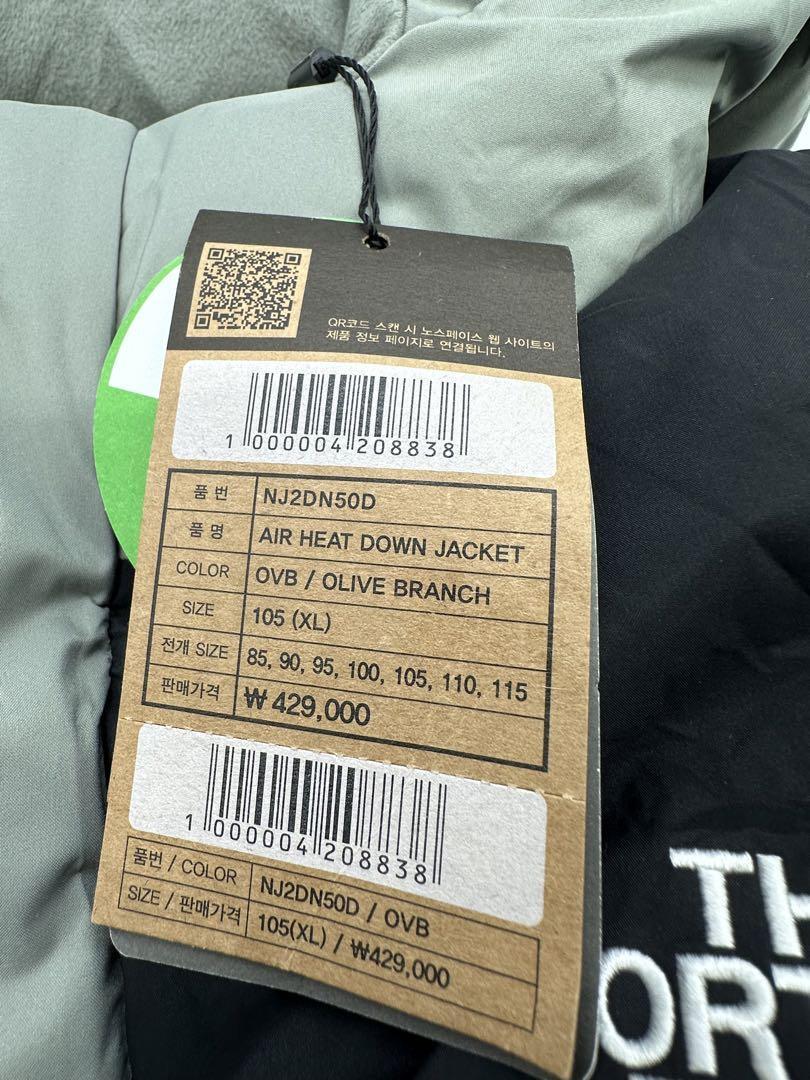 QR코드 스캔 시 노스페이스 웹 사이트의
제품 정보 페이지로 연결됩니다.
1 000004 208838
품 번 NJ2DN50D
품 명 AIR HEAT DOWN JACKET
COLOR OVB / OLIVE BRANCH
SIZE 105 (XL)
전개 SIZE 85, 90, 95, 100, 105, 110, 115
판매가격 ₩ 429,000
1 000004 208838
품번 / COLOR NJ2DN50D / OVB
SIZE / 판매가격 105(XL) / ₩429,000
TH
ORT